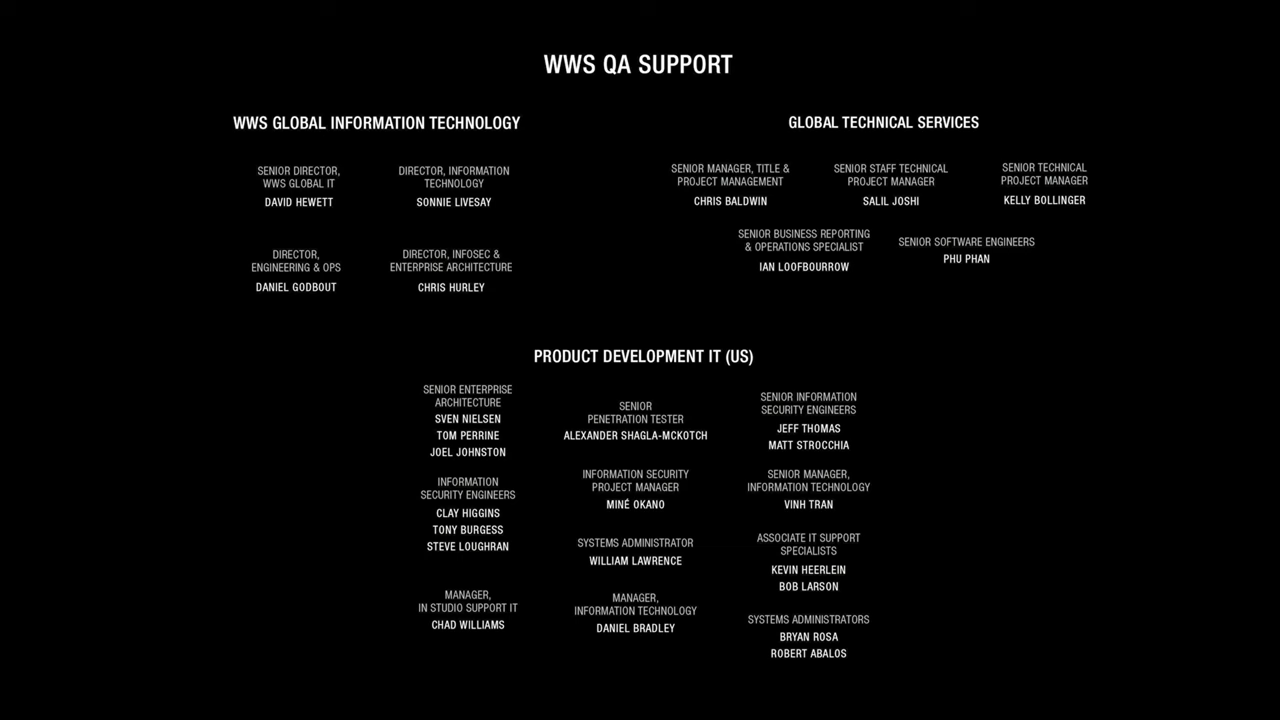 WWS QA SUPPORT
WWS GLOBAL INFORMATION TECHNOLOGY
SENIOR DIRECTOR,
WWS GLOBAL IT
DAVID HEWETT
DIRECTOR, INFORMATION
TECHNOLOGY
SONNIE LIVESAY
DIRECTOR,
ENGINEERING & OPS
DANIEL GODBOUT
DIRECTOR, INFOSEC &
ENTERPRISE ARCHITECTURE
CHRIS HURLEY
GLOBAL TECHNICAL SERVICES
SENIOR MANAGER, TITLE &
PROJECT MANAGEMENT
CHRIS BALDWIN
SENIOR STAFF TECHNICAL
PROJECT MANAGER
SALIL JOSHI
SENIOR TECHNICAL
PROJECT MANAGER
KELLY BOLLINGER
SENIOR BUSINESS REPORTING
& OPERATIONS SPECIALIST
IAN LOOFBOURROW
SENIOR SOFTWARE ENGINEERS
PHU PHAN
PRODUCT DEVELOPMENT IT (US)
SENIOR ENTERPRISE
ARCHITECTURE
SVEN NIELSEN
TOM PERRINE
JOEL JOHNSTON
SENIOR
PENETRATION TESTER
ALEXANDER SHAGLA-MCKOTCH
SENIOR INFORMATION
SECURITY ENGINEERS
JEFF THOMAS
MATT STROCCHIA
INFORMATION
SECURITY ENGINEERS
CLAY HIGGINS
TONY BURGESS
STEVE LOUGHRAN
INFORMATION SECURITY
PROJECT MANAGER
MINÉ OKANO
SENIOR MANAGER,
INFORMATION TECHNOLOGY
VINH TRAN
SYSTEMS ADMINISTRATOR
WILLIAM LAWRENCE
ASSOCIATE IT SUPPORT
SPECIALISTS
KEVIN HEERLEIN
BOB LARSON
MANAGER,
IN STUDIO SUPPORT IT
CHAD WILLIAMS
MANAGER,
INFORMATION TECHNOLOGY
DANIEL BRADLEY
SYSTEMS ADMINISTRATORS
BRYAN ROSA
ROBERT ABALOS